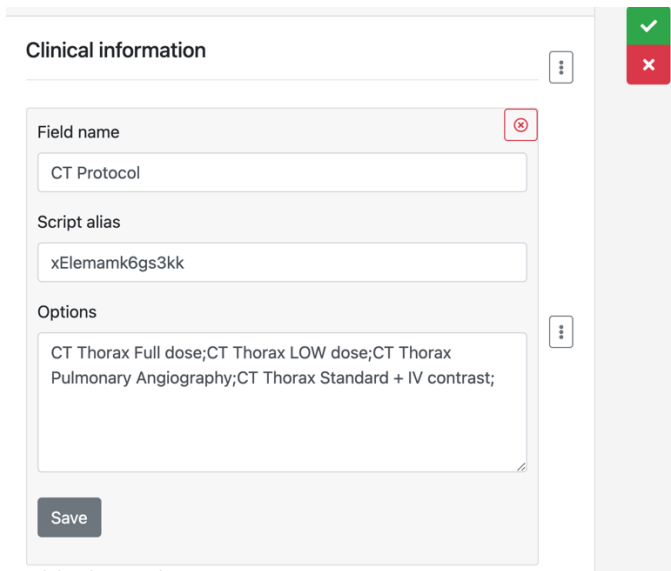 Clinical information
Field name
CT Protocol
Script alias
xElemamk6gs3kk
Options
CT Thorax Full dose;CT Thorax LOW dose;CT Thorax
Pulmonary Angiography;CT Thorax Standard + IV contrast;
Save